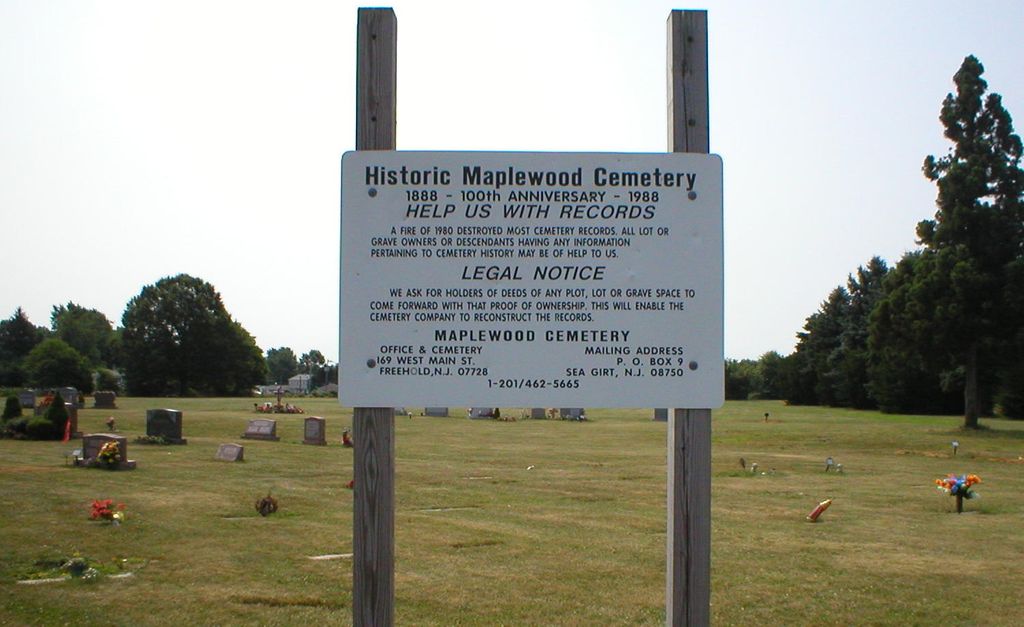 Historic Maplewood Cemetery
1888 - 100th ANNIVERSARY - 1988
HELP US WITH RECORDS
A FIRE OF 1980 DESTROYED MOST CEMETERY RECORDS. ALL LOT OR
GRAVE OWNERS OR DESCENDANTS HAVING ANY INFORMATION
PERTAINING TO CEMETERY HISTORY MAY BE OF HELP TO US.
LEGAL NOTICE
WE ASK FOR HOLDERS OF DEEDS OF ANY PLOT, LOT OR GRAVE SPACE TO
COME FORWARD WITH THAT PROOF OF OWNERSHIP. THIS WILL ENABLE THE
CEMETERY COMPANY TO RECONSTRUCT THE RECORDS.
MAPLEWOOD CEMETERY
OFFICE & CEMETERY
169 WEST MAIN ST.
FREEHOLD, N.J. 07728
MAILING ADDRESS
P. O. BOX 9
SEA GIRT, N.J. 08750
1-201/462-5665